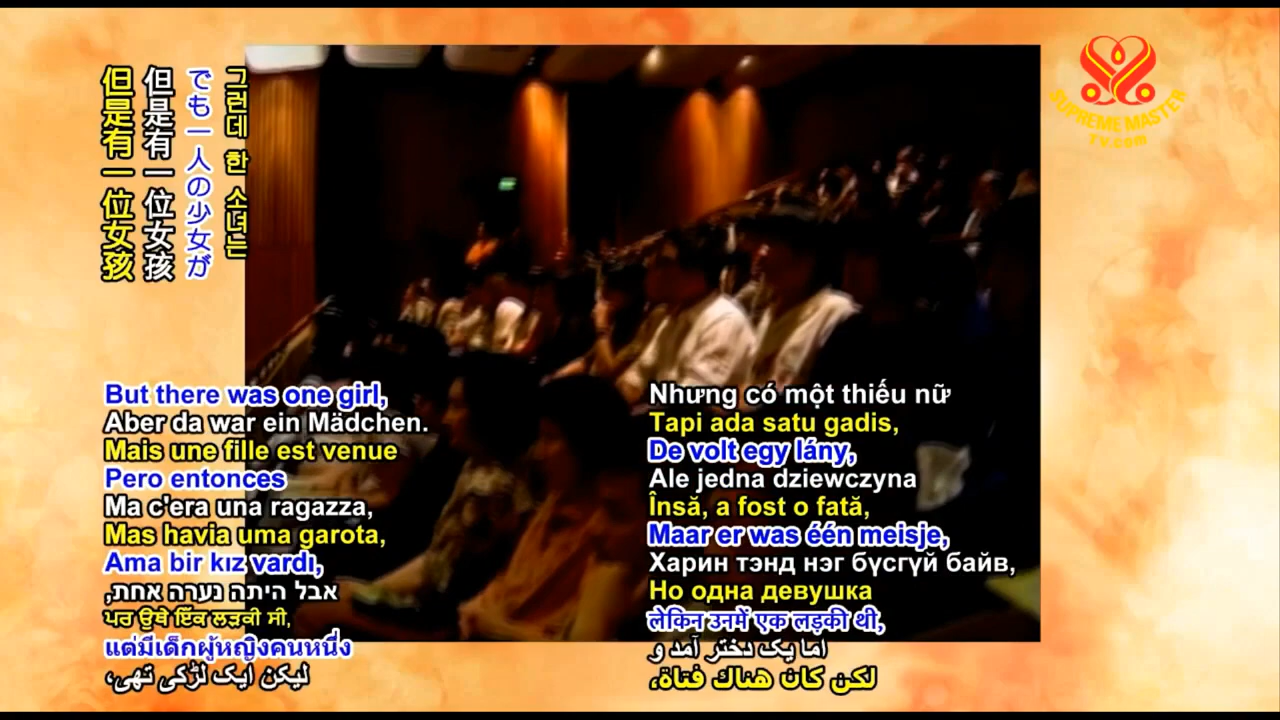 但是有一位女孩
但是有一位女孩
でも一人の少女が
그런데 한 소녀는
SUPREME MASTER
TV.com
But there was one girl,
Aber da war ein Mädchen.
Mais une fille est venue
Pero entonces
Ma c'era una ragazza,
Mas havia uma garota,
Ama bir kız vardı,
אבל היתה נערה אחת,
ਪਰ ਉਥੇ ਇੱਕ ਲੜਕੀ ਸੀ,
แต่มีเด็กผู้หญิงคนหนึ่ง
لیکن ایک لڑکی تھی،
Nhưng có một thiếu nữ
Tapi ada satu gadis,
De volt egy lány,
Ale jedna dziewczyna
Însă, a fost o fată,
Maar er was één meisje,
Харин тэнд нэг бүсгүй байв,
Но одна девушка
लेकिन उनमें एक लड़की थी,
اما یک دختر آمد و
لكن كان هناك فتاة،